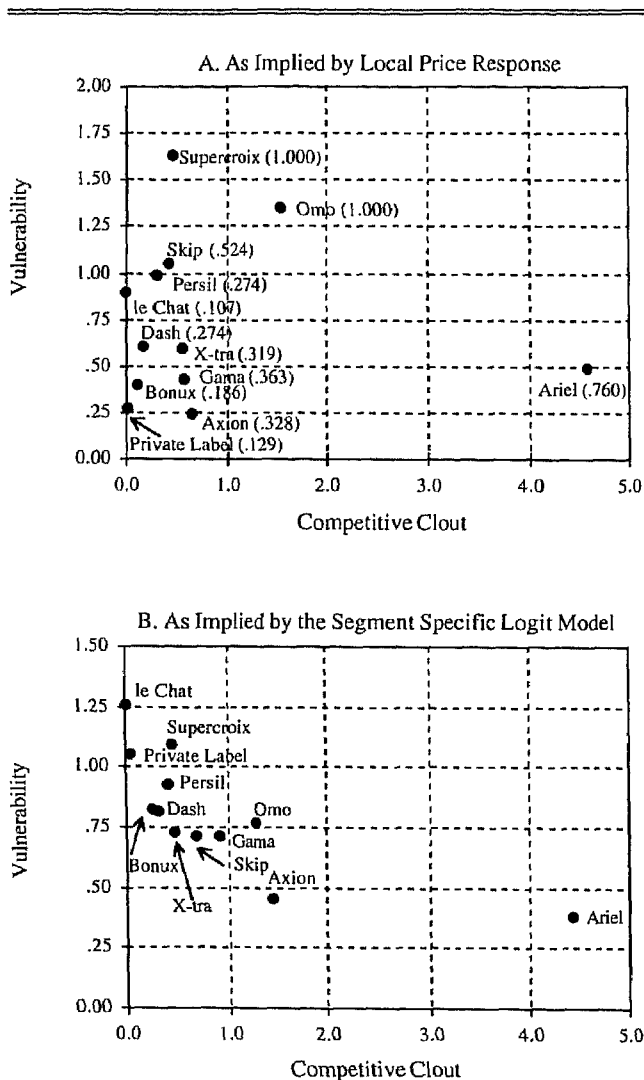 A. As Implied by Local Price Response
2.00
1.75
1.50
1.25
1.00
.75
.50
.25
0.00
Vulnerability
Supercroix (1.000)
Omo (1.000)
Skip (.524)
Persil (.274)
le Chat (.107)
Dash (.274)
X-tra (.319)
Gama (.363)
Bonux (.186)
Ariel (.760)
Axion (.328)
Private Label (.129)
0.0 1.0 2.0 3.0 4.0 5.0
Competitive Clout
B. As Implied by the Segment Specific Logit Model
1.50
1.25
1.00
.75
.50
.25
0.00
Vulnerability
le Chat
Supercroix
Private Label
Persil
Dash
Omo
Gama
Bonux
Skip
Axion
X-tra
Ariel
0.0 1.0 2.0 3.0 4.0 5.0
Competitive Clout